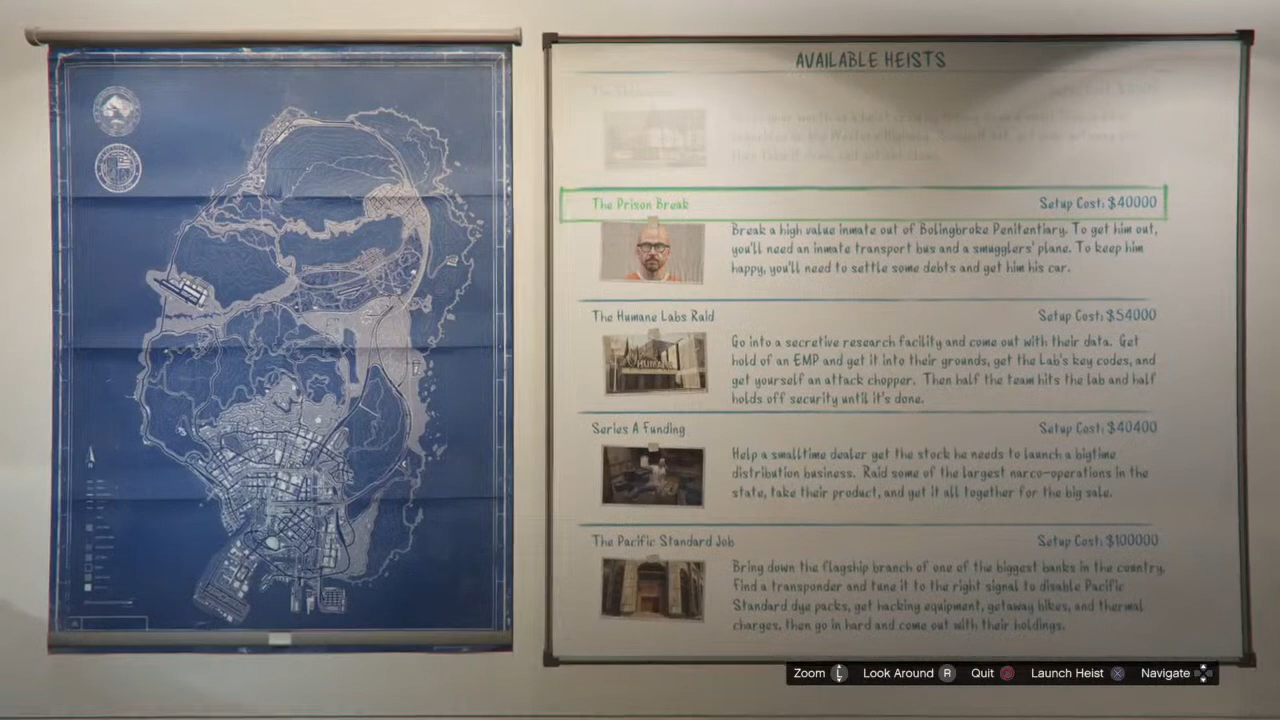 AVAILABLE HEISTS
The Prison Break
Setup Cost: $40000
Break a high value inmate out of Bolingbroke Penitentiary. To get him out,
you'll need an inmate transport bus and a smugglers' plane. To keep him
happy, you'll need to settle some debts and get him his car.
The Humane Labs Raid
Setup Cost: $54000
Go into a secretive research facility and come out with their data. Get
hold of an EMP and get it into their grounds, get the Lab's key codes, and
get yourself an attack chopper. Then half the team hits the lab and half
holds off security until it's done.
HUMANE
Series A Funding
Setup Cost: $40400
Help a smalltime dealer get the stock he needs to launch a bigtime
distribution business. Raid some of the largest narco-operations in the
state, take their product, and get it all together for the big sale.
The Pacific Standard Job
Setup Cost: $100000
Bring down the flagship branch of one of the biggest banks in the country.
Find a transponder and tune it to the right signal to disable Pacific
Standard dye packs, get hacking equipment, getaway bikes, and thermal
charges, then go in hard and come out with their holdings.
Zoom L Look Around R Quit Launch Heist Navigate